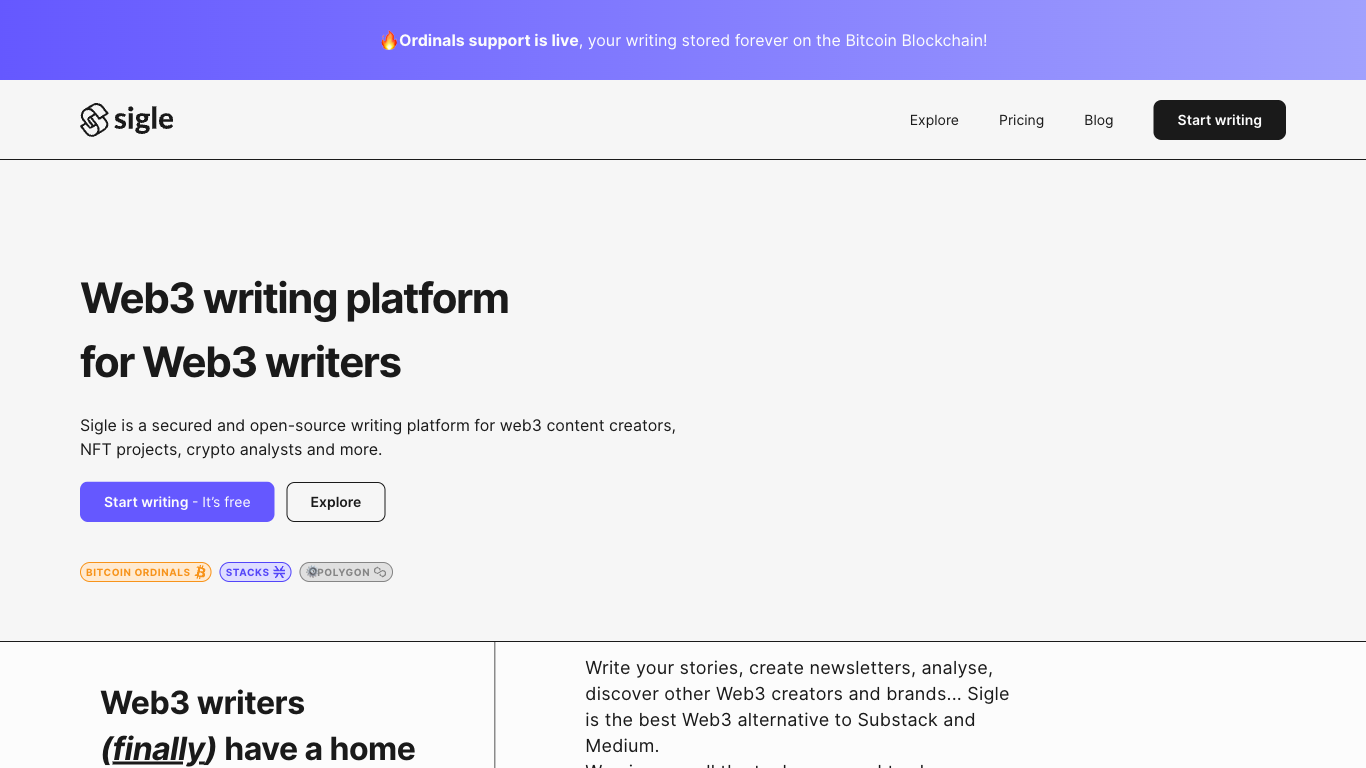 🔥Ordinals support is live, your writing stored forever on the Bitcoin Blockchain!
sigle
Explore
Pricing
Blog
Start writing
Web3 writing platform
for Web3 writers
Sigle is a secured and open-source writing platform for web3 content creators,
NFT projects, crypto analysts and more.
Start writing - It's free
Explore
BITCOIN ORDINALS
STACKS
POLYGON
Web3 writers
(finally) have a home
Write your stories, create newsletters, analyse,
discover other Web3 creators and brands... Sigle
is the best Web3 alternative to Substack and
Medium.